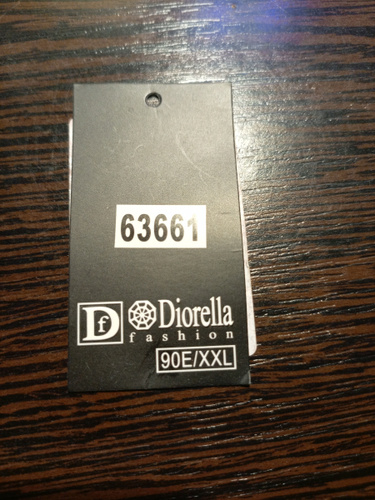 63661
Df Diorella
fashion
90E/XXL